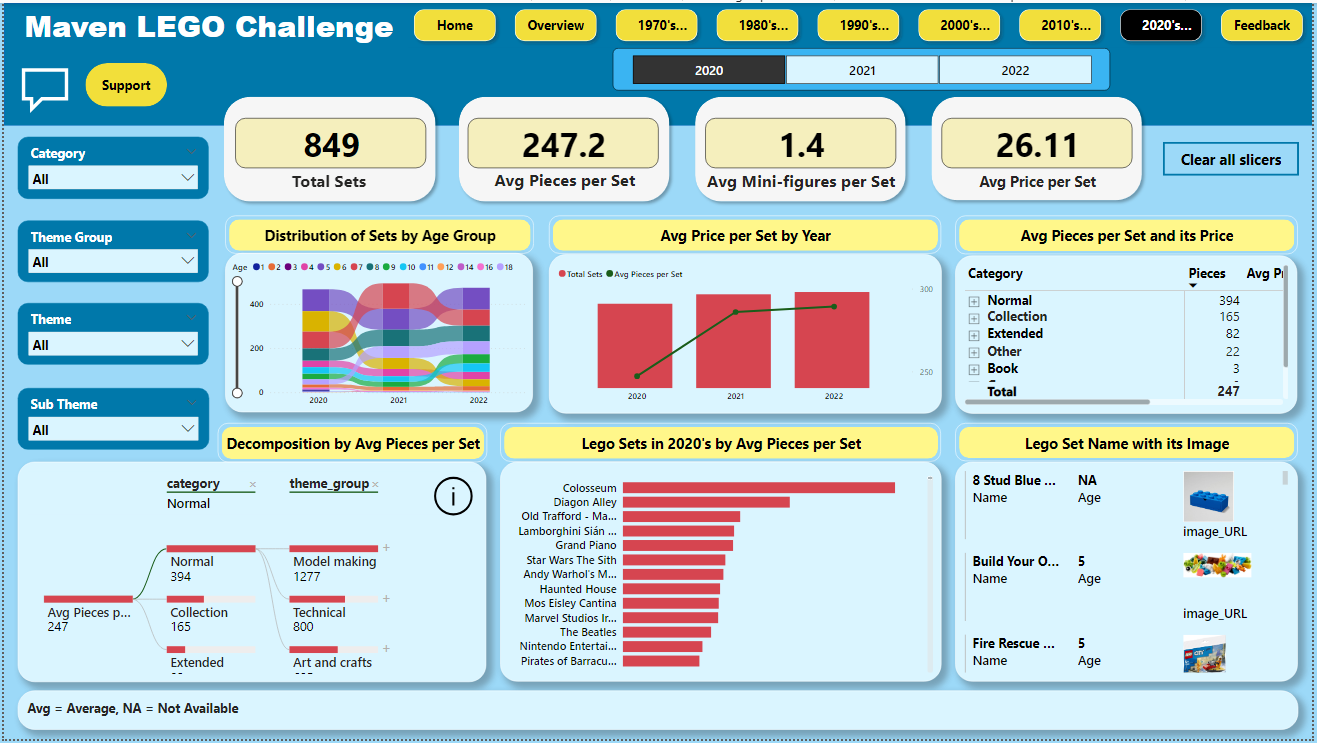 Maven LEGO Challenge
Home
Overview
1970's...
1980's...
1990's...
2000's...
2010's...
2020's...
Feedback
2020
2021
2022
Support
849
Total Sets
247.2
Avg Pieces per Set
1.4
Avg Mini-figures per Set
26.11
Avg Price per Set
Clear all slicers
Category
All
Theme Group
All
Theme
All
Sub Theme
All
Distribution of Sets by Age Group
Age 1 2 3 4 5 6 7 8 9 10 11 12 14 16 18
400
200
0
2020 2021 2022
Avg Price per Set by Year
Total Sets Avg Pieces per Set
300
250
2020 2021 2022
Avg Pieces per Set and its Price
Category Pieces Avg Pr
Normal 394
Collection 165
Extended 82
Other 22
Book 3
Total 247
Decomposition by Avg Pieces per Set
category
theme_group
Normal
Normal
394
Model making
1277
Avg Pieces p...
247
Collection
165
Technical
800
Extended
Art and crafts
Lego Sets in 2020's by Avg Pieces per Set
Colosseum
Diagon Alley
Old Trafford - Ma...
Lamborghini Sián ...
Grand Piano
Star Wars The Sith
Andy Warhol's M...
Haunted House
Mos Eisley Cantina
Marvel Studios Ir...
The Beatles
Nintendo Entertai...
Pirates of Barracu...
Lego Set Name with its Image
8 Stud Blue ... NA
Name Age
image_URL
Build Your O... 5
Name Age
image_URL
Fire Rescue ... 5
Name Age
Avg = Average, NA = Not Available